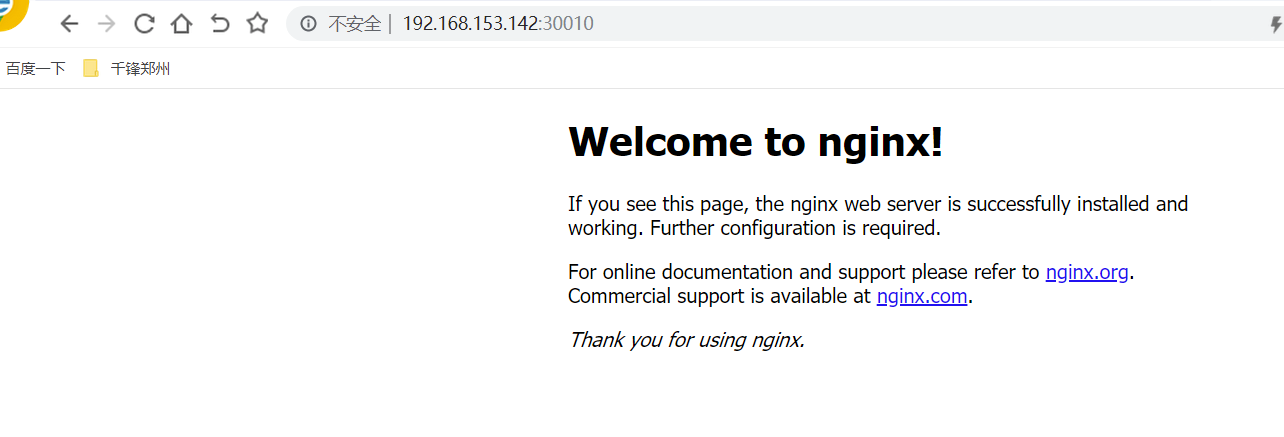 不安全 | 192.168.153.142:30010
百度一下 千锋郑州
Welcome to nginx!
If you see this page, the nginx web server is successfully installed and
working. Further configuration is required.
For online documentation and support please refer to nginx.org.
Commercial support is available at nginx.com.
Thank you for using nginx.